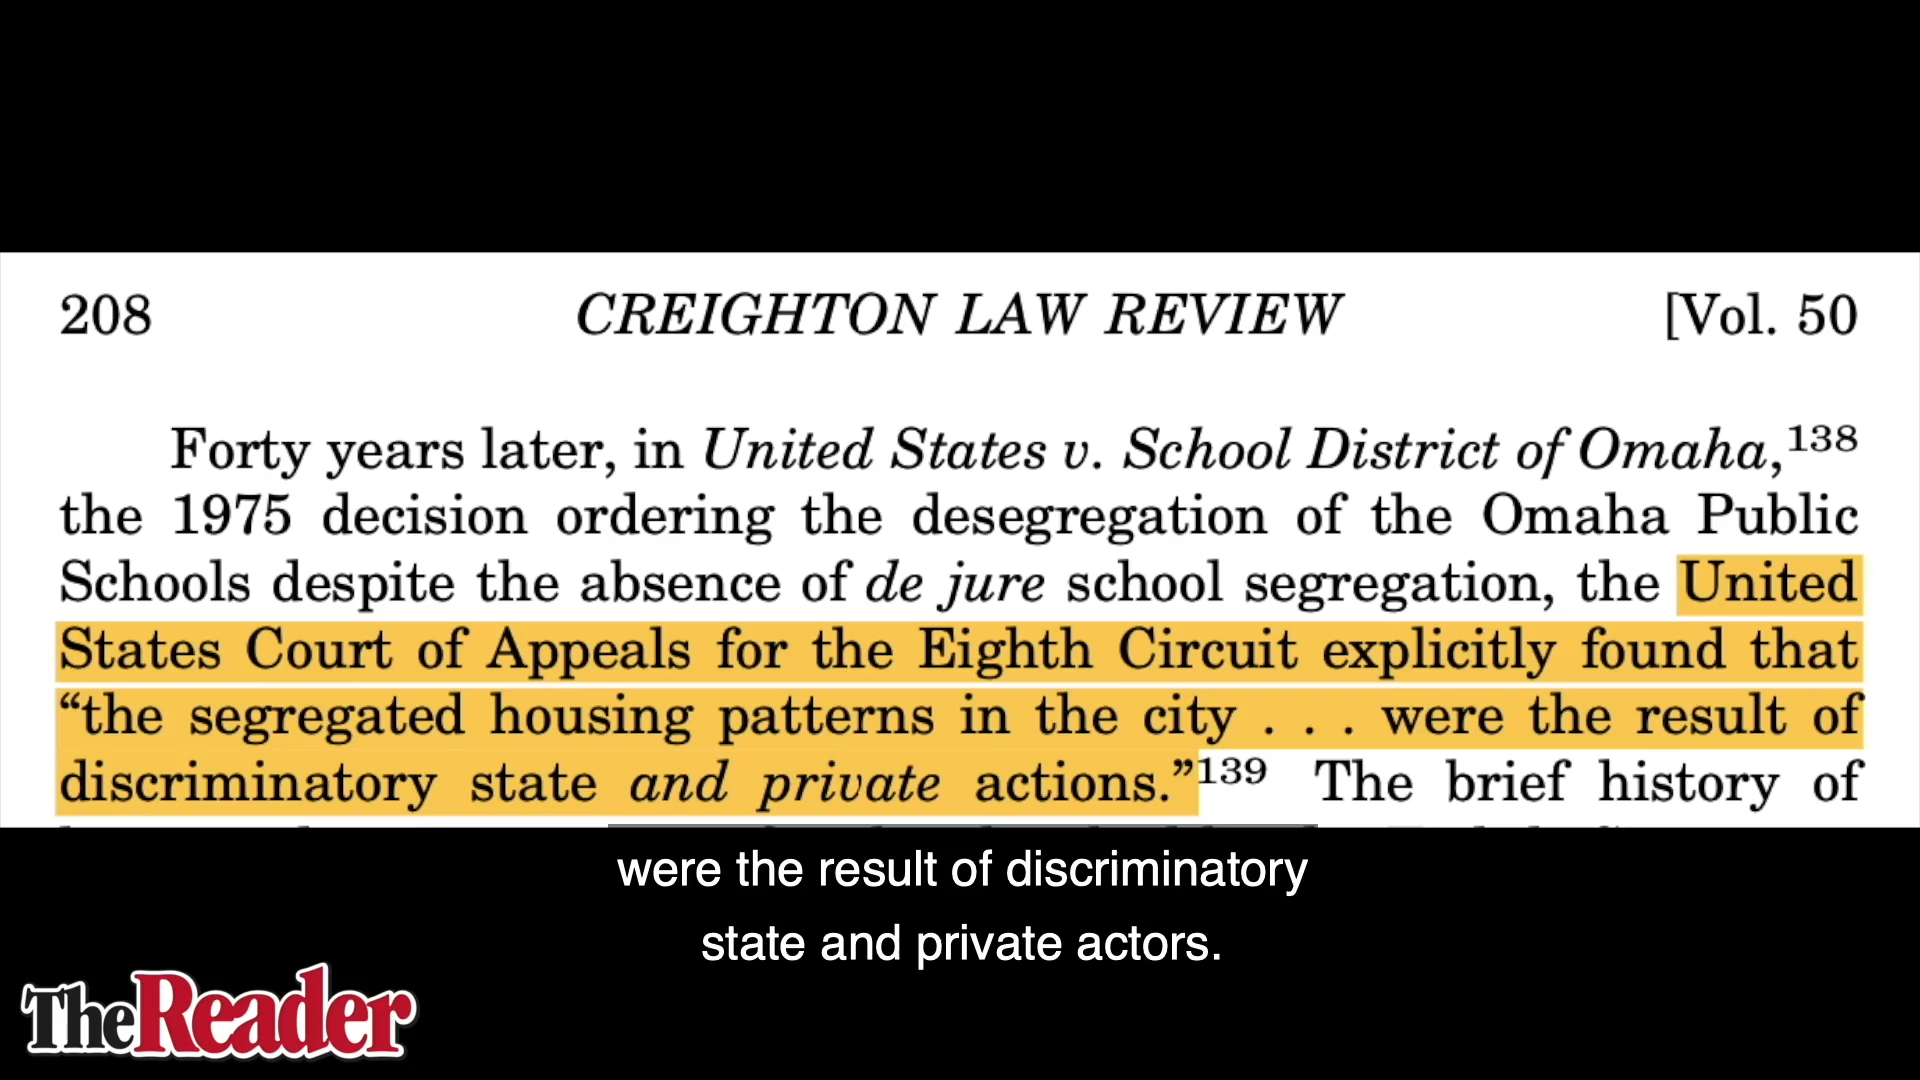 208 CREIGHTON LAW REVIEW [Vol. 50
Forty years later, in United States v. School District of Omaha,138
the 1975 decision ordering the desegregation of the Omaha Public
Schools despite the absence of de jure school segregation, the United
States Court of Appeals for the Eighth Circuit explicitly found that
“the segregated housing patterns in the city . . . were the result of
discriminatory state and private actions.”139 The brief history of
were the result of discriminatory
state and private actors.
The Reader